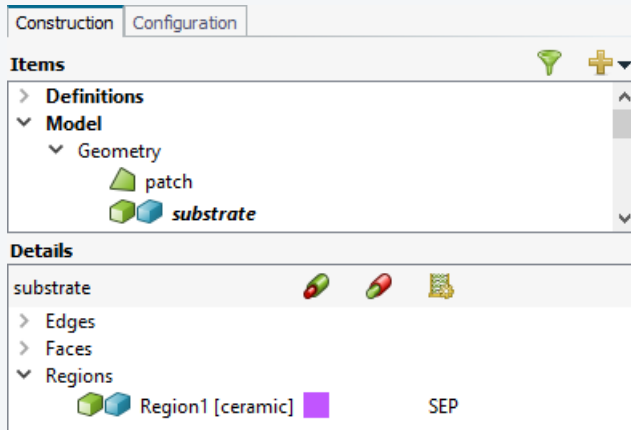 Construction Configuration
Items
Definitions
Model
Geometry
patch
substrate
Details
substrate
Edges
Faces
Regions
Region1 [ceramic] SEP